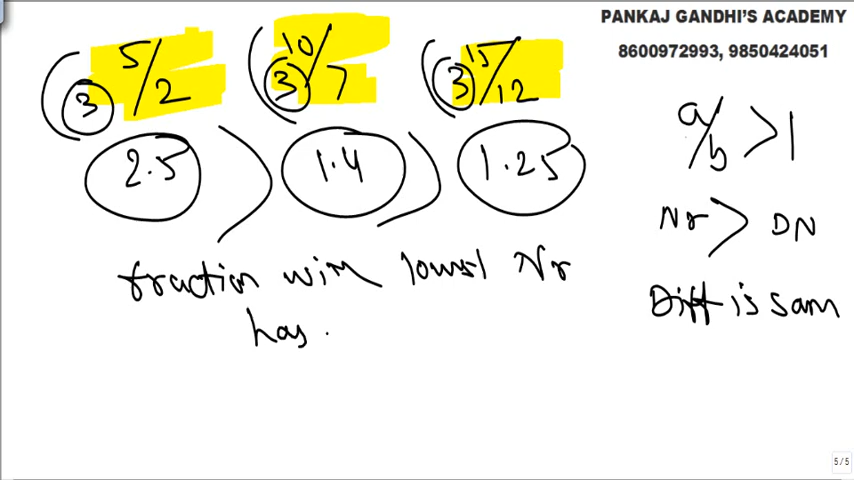 PANKAJ GANDHI'S ACADEMY
8600972993, 9850424051
3 5/2 3 10/7 3 15/12
2.5 > 1.4 > 1.25
a/b > 1
Nr > DN
Diff is sam
fraction with lowest Nr
has .
5/5